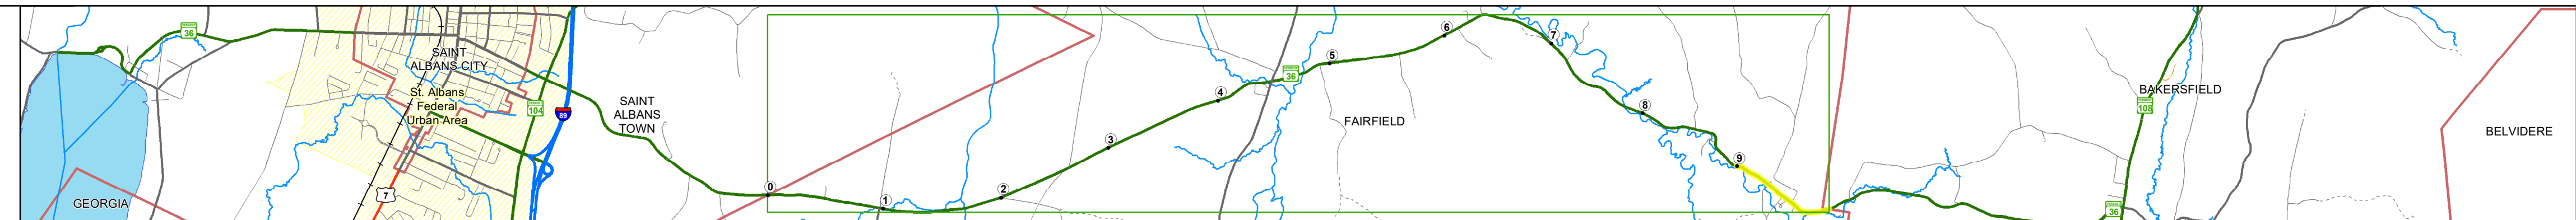 36
SAINT
ALBANS CITY
St. Albans
Federal
Urban Area
104
89
7
GEORGIA
SAINT
ALBANS
TOWN
0
1
2
3
4
36
5
6
7
8
9
FAIRFIELD
BAKERSFIELD
108
36
BELVIDERE